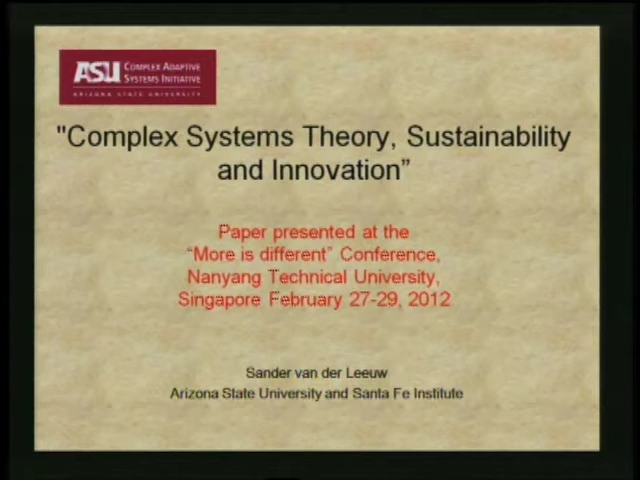 ASU COMPLEX ADAPTIVE
SYSTEMS INITIATIVE
ARIZONA STATE UNIVERSITY
"Complex Systems Theory, Sustainability
and Innovation”
Paper presented at the
“More is different” Conference,
Nanyang Technical University,
Singapore February 27-29, 2012
Sander van der Leeuw
Arizona State University and Santa Fe Institute